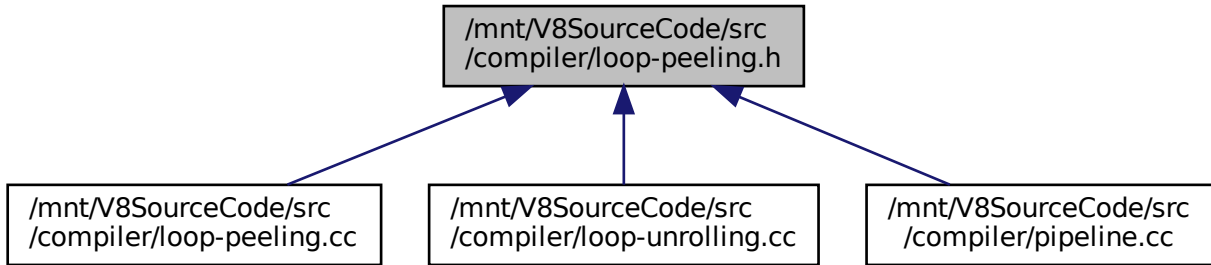 /mnt/V8SourceCode/src
/compiler/loop-peeling.h
/mnt/V8SourceCode/src
/compiler/loop-peeling.cc
/mnt/V8SourceCode/src
/compiler/loop-unrolling.cc
/mnt/V8SourceCode/src
/compiler/pipeline.cc